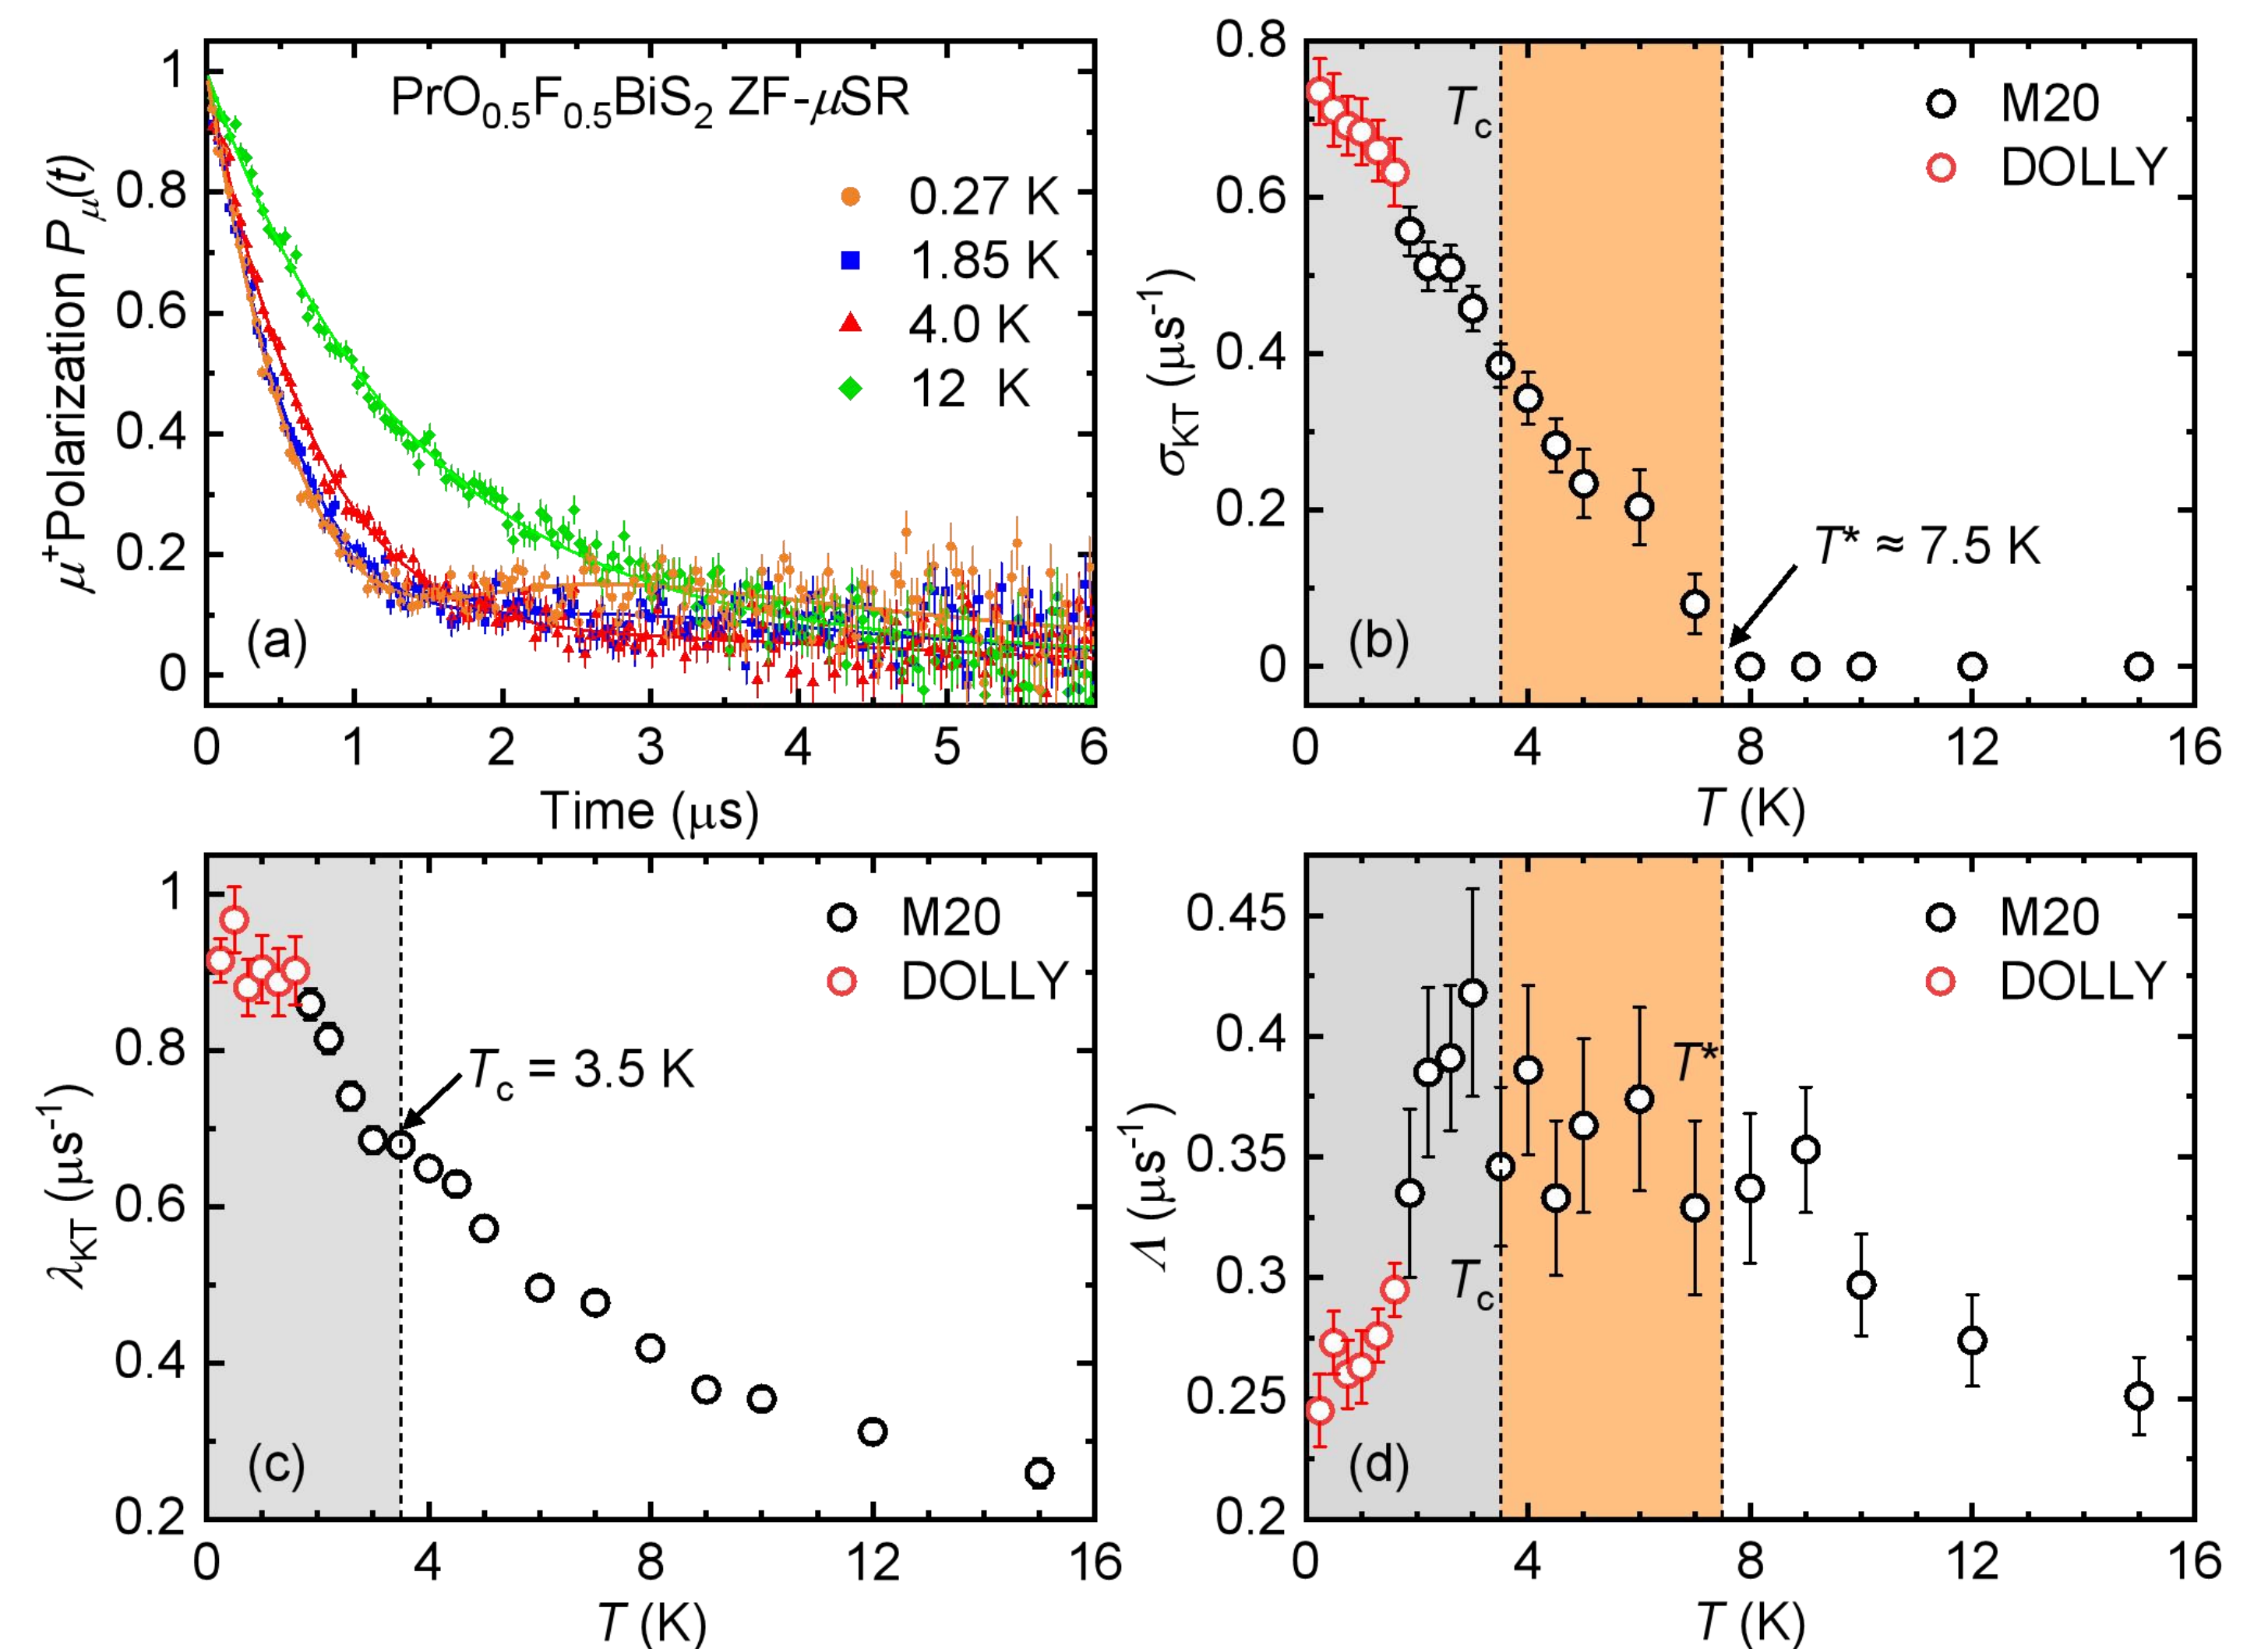 PrO0.5F0.5BiS2 ZF-μSR
0.27 K
1.85 K
4.0 K
12 K
μ+Polarization Pμ(t)
1
0.8
0.6
0.4
0.2
0
(a)
0 1 2 3 4 5 6
Time (μs)
0.8
0.6
0.4
0.2
0
σKT (μs-1)
Tc
M20
DOLLY
T* ≈ 7.5 K
(b)
0 4 8 12 16
T (K)
1
0.8
0.6
0.4
0.2
λKT (μs-1)
M20
DOLLY
Tc = 3.5 K
(c)
0 4 8 12 16
T (K)
0.45
0.4
0.35
0.3
0.25
0.2
Λ (μs-1)
M20
DOLLY
T*
Tc
(d)
0 4 8 12 16
T (K)